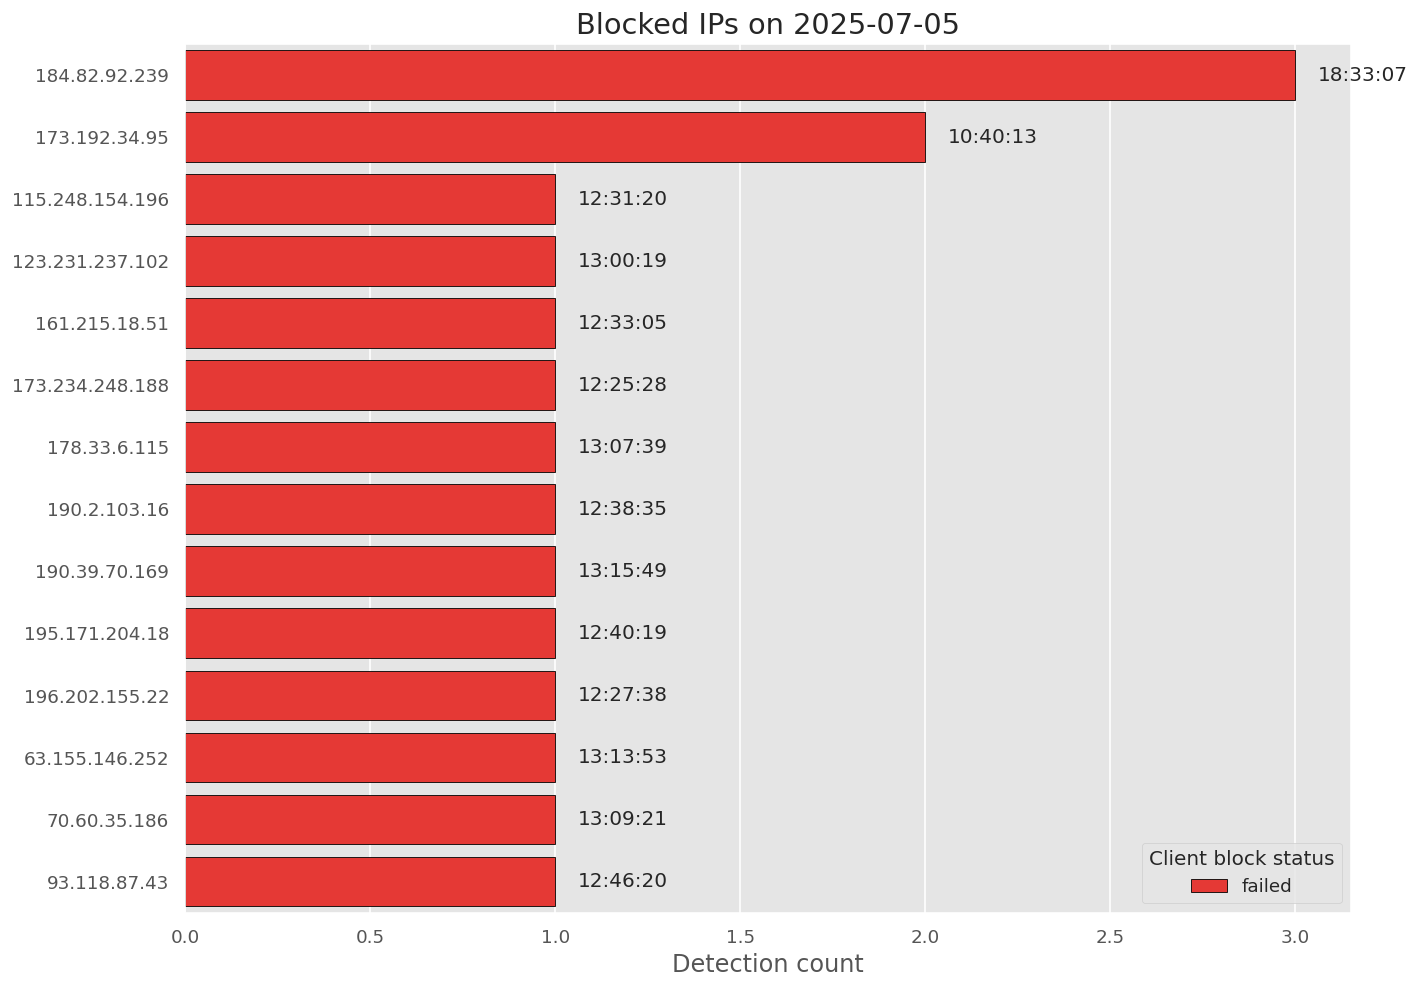 Blocked IPs on 2025-07-05
184.82.92.239 18:33:07
173.192.34.95 10:40:13
115.248.154.196 12:31:20
123.231.237.102 13:00:19
161.215.18.51 12:33:05
173.234.248.188 12:25:28
178.33.6.115 13:07:39
190.2.103.16 12:38:35
190.39.70.169 13:15:49
195.171.204.18 12:40:19
196.202.155.22 12:27:38
63.155.146.252 13:13:53
70.60.35.186 13:09:21
93.118.87.43 12:46:20
Client block status
failed
0.0 0.5 1.0 1.5 2.0 2.5 3.0
Detection count